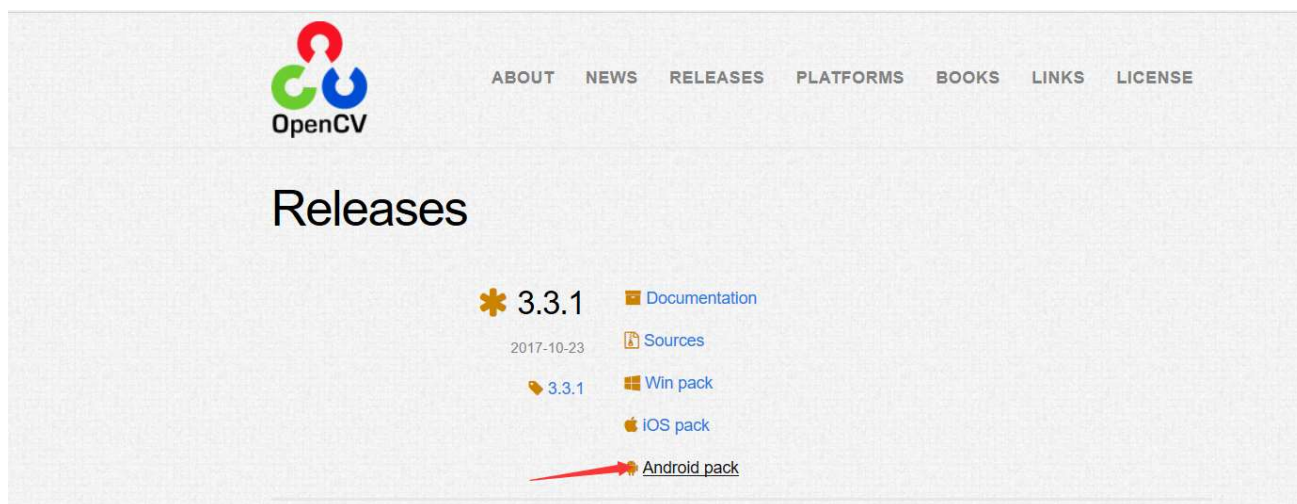 ABOUT NEWS RELEASES PLATFORMS BOOKS LINKS LICENSE
OpenCV
Releases
3.3.1
2017-10-23
3.3.1
Documentation
Sources
Win pack
iOS pack
Android pack